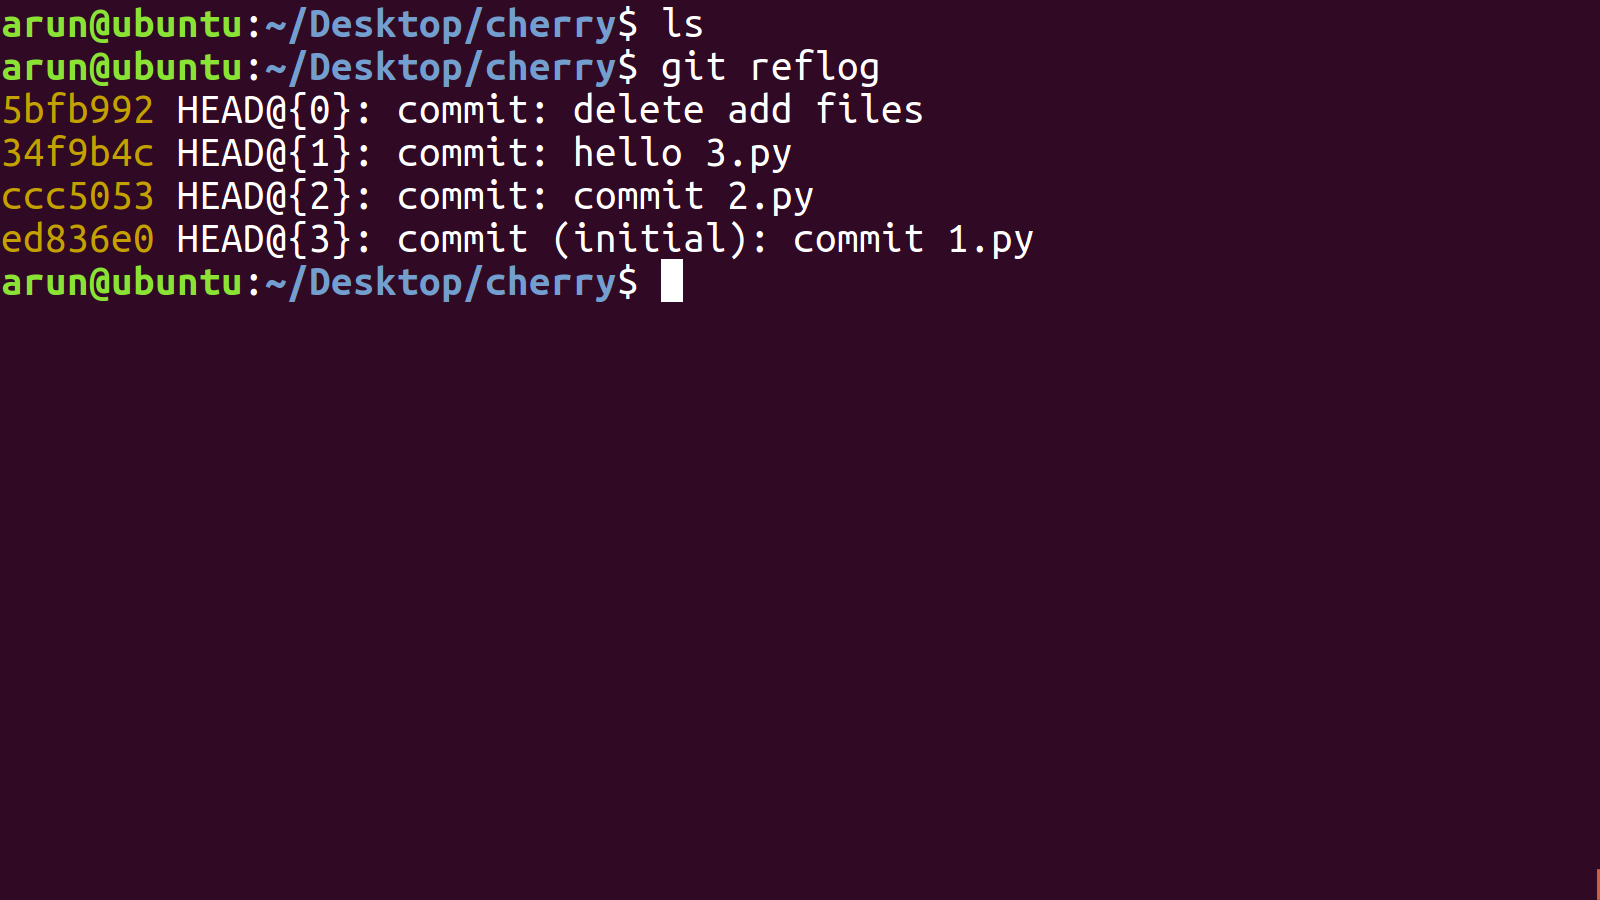 arun@ubuntu:~/Desktop/cherry$ ls
arun@ubuntu:~/Desktop/cherry$ git reflog
5bfb992 HEAD@{0}: commit: delete add files
34f9b4c HEAD@{1}: commit: hello 3.py
ccc5053 HEAD@{2}: commit: commit 2.py
ed836e0 HEAD@{3}: commit (initial): commit 1.py
arun@ubuntu:~/Desktop/cherry$